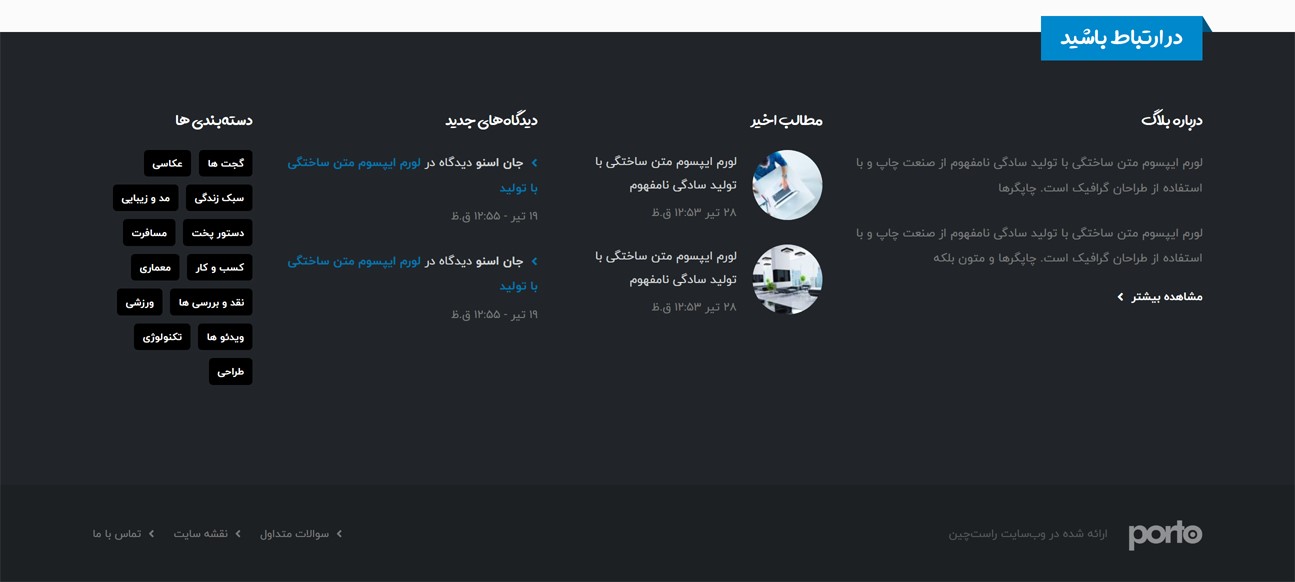 در ارتباط باشید
درباره بلاگ
لورم ایپسوم متن ساختگی با تولید سادگی نامفهوم از صنعت چاپ و با
استفاده از طراحان گرافیک است. چاپگرها
لورم ایپسوم متن ساختگی با تولید سادگی نامفهوم از صنعت چاپ و با
استفاده از طراحان گرافیک است. چاپگرها و متون بلکه
مشاهده بیشتر
مطالب اخیر
لورم ایپسوم متن ساختگی با
تولید سادگی نامفهوم
۲۸ تیر ۱۲:۵۳ ق.ظ
لورم ایپسوم متن ساختگی با
تولید سادگی نامفهوم
۲۸ تیر ۱۲:۵۳ ق.ظ
دیدگاه‌های جدید
جان اسنو دیدگاه در لورم ایپسوم متن ساختگی
با تولید
۱۹ تیر - ۱۲:۵۵ ق.ظ
جان اسنو دیدگاه در لورم ایپسوم متن ساختگی
با تولید
۱۹ تیر - ۱۲:۵۵ ق.ظ
دسته‌بندی ها
گجت ها عکاسی
سبک زندگی مد و زیبایی
دستور پخت مسافرت
کسب و کار معماری
نقد و بررسی ها ورزشی
ویدئو ها تکنولوژی
طراحی
porto ارائه شده در وب‌سایت راست‌چین
سوالات متداول نقشه سایت تماس با ما